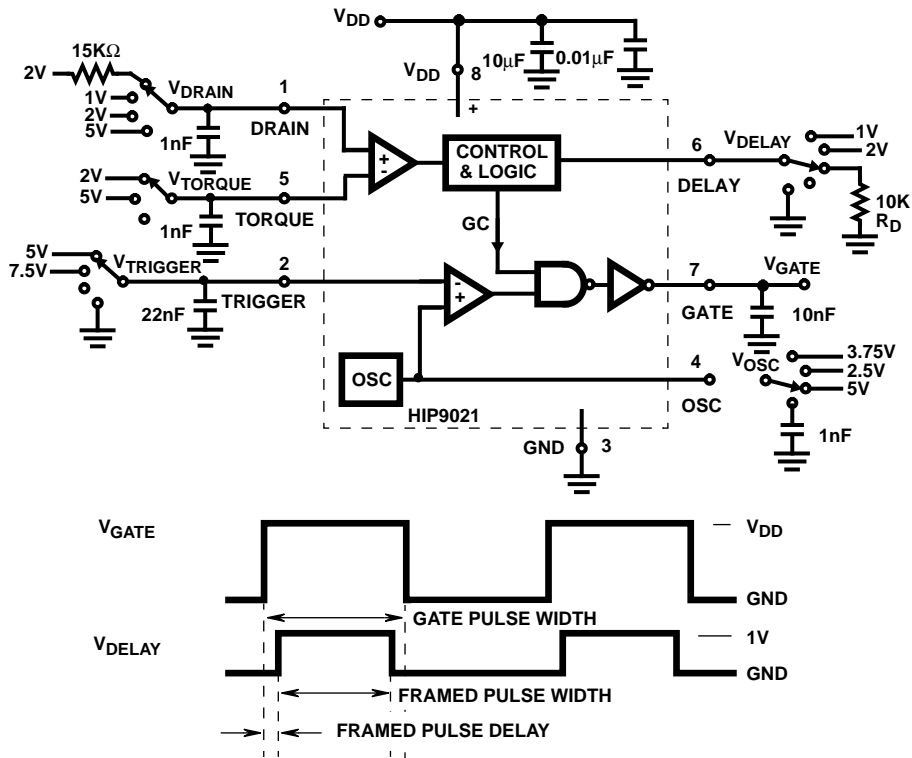 VDD
15KΩ
2V
VDRAIN
1
1V
2V
5V
1nF
DRAIN
VDD
8
10μF
0.01μF
+
2V
VTORQUE
5
5V
1nF
TORQUE
+
-
CONTROL
& LOGIC
GC
6
DELAY
VDELAY
1V
2V
10K
RD
5V
7.5V
VTRIGGER
2
22nF
TRIGGER
-
+
7
GATE
VGATE
10nF
OSC
HIP9021
4
OSC
VOSC
3.75V
2.5V
5V
1nF
GND
3
VGATE
VDD
GND
GATE PULSE WIDTH
VDELAY
1V
GND
FRAMED PULSE WIDTH
FRAMED PULSE DELAY